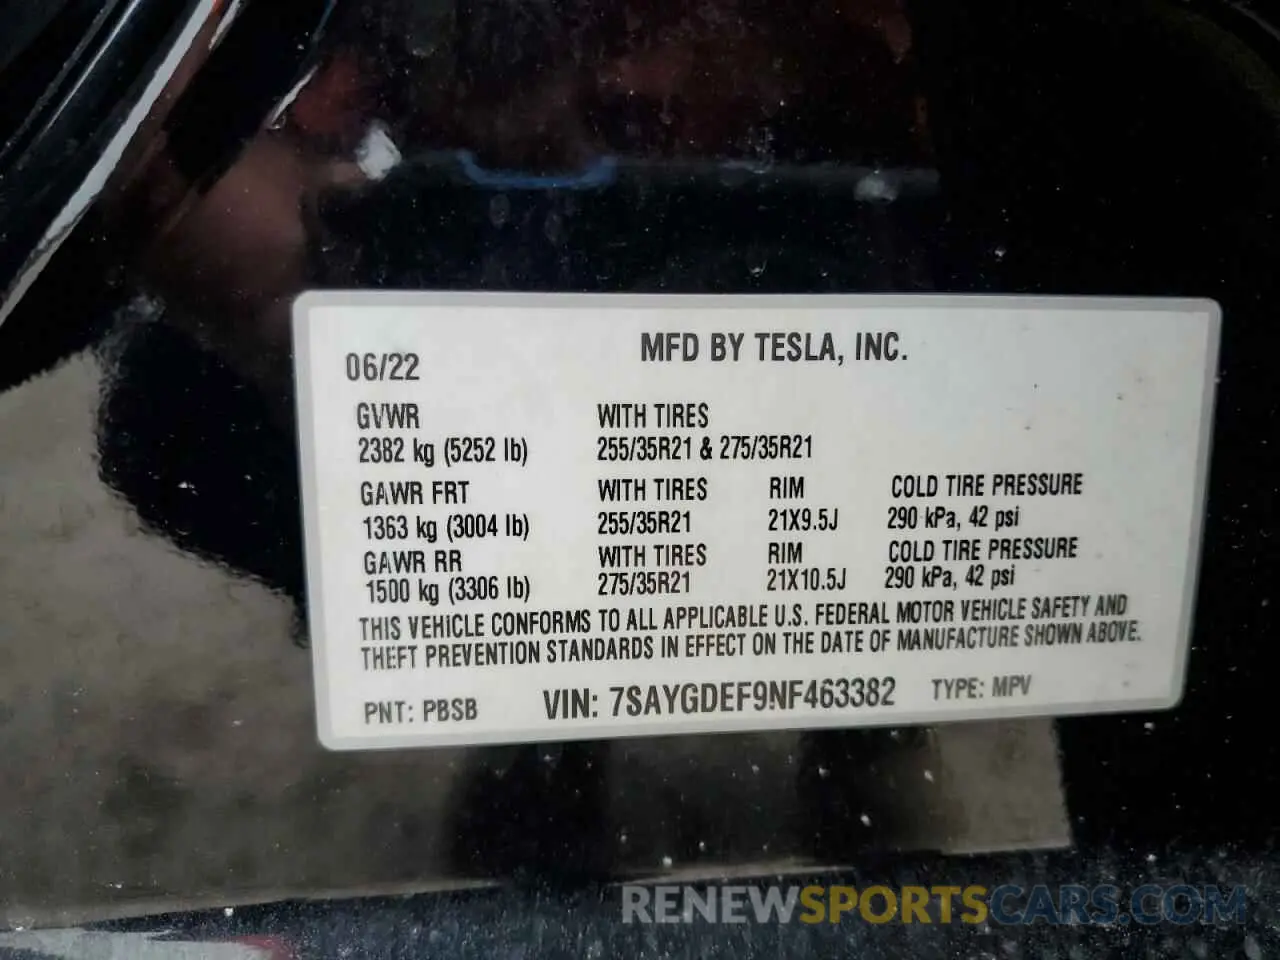 MFD BY TESLA, INC.
06/22
GVWR WITH TIRES
2382 kg (5252 lb) 255/35R21 & 275/35R21
GAWR FRT WITH TIRES RIM COLD TIRE PRESSURE
1363 kg (3004 lb) 255/35R21 21X9.5J 290 kPa, 42 psi
GAWR RR WITH TIRES RIM COLD TIRE PRESSURE
1500 kg (3306 lb) 275/35R21 21X10.5J 290 kPa, 42 psi
THIS VEHICLE CONFORMS TO ALL APPLICABLE U.S. FEDERAL MOTOR VEHICLE SAFETY AND
THEFT PREVENTION STANDARDS IN EFFECT ON THE DATE OF MANUFACTURE SHOWN ABOVE.
PNT: PBSB VIN: 7SAYGDEF9NF463382 TYPE: MPV
RENEWSPORTSCARS.COM